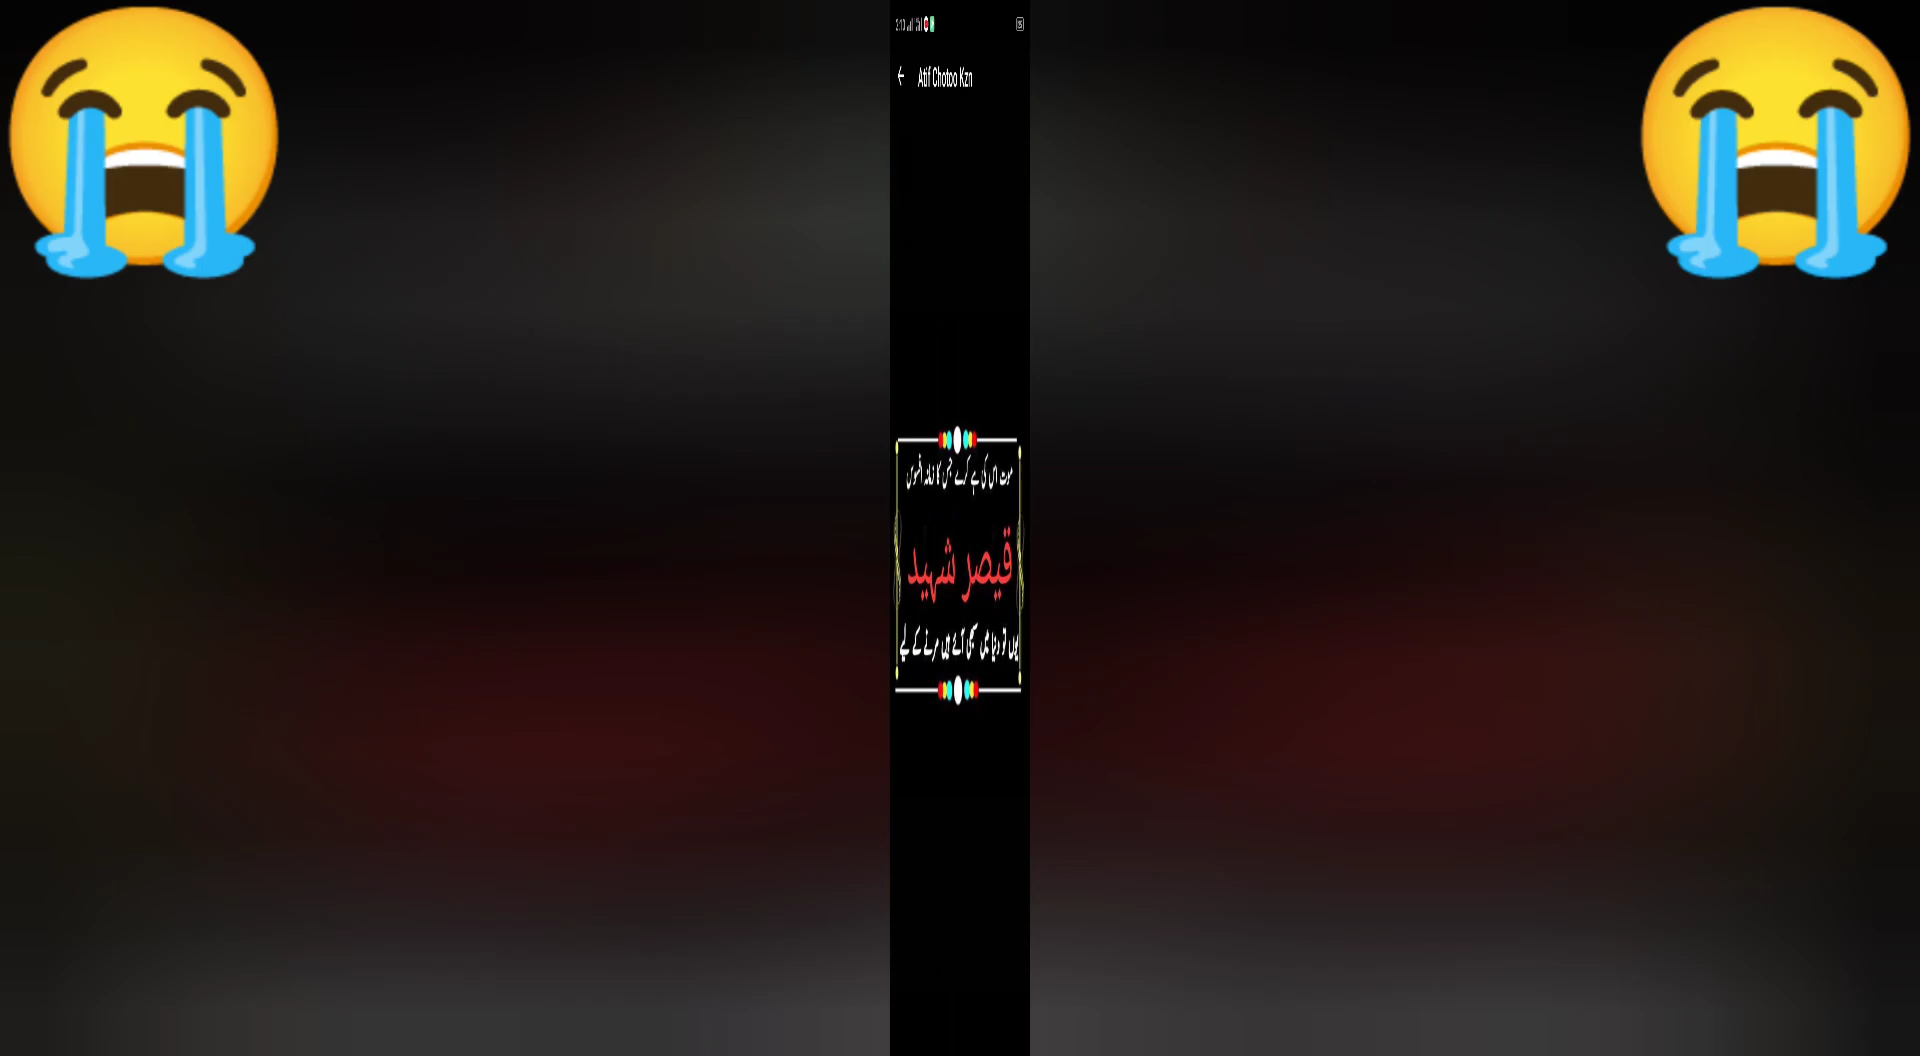 Atif Chotoo Kzn
موت اس کی ہے کرے جس کا زمانہ افسوس
قیصر شہید
یوں تو دنیا میں سبھی آئے ہیں مرنے کے لیے